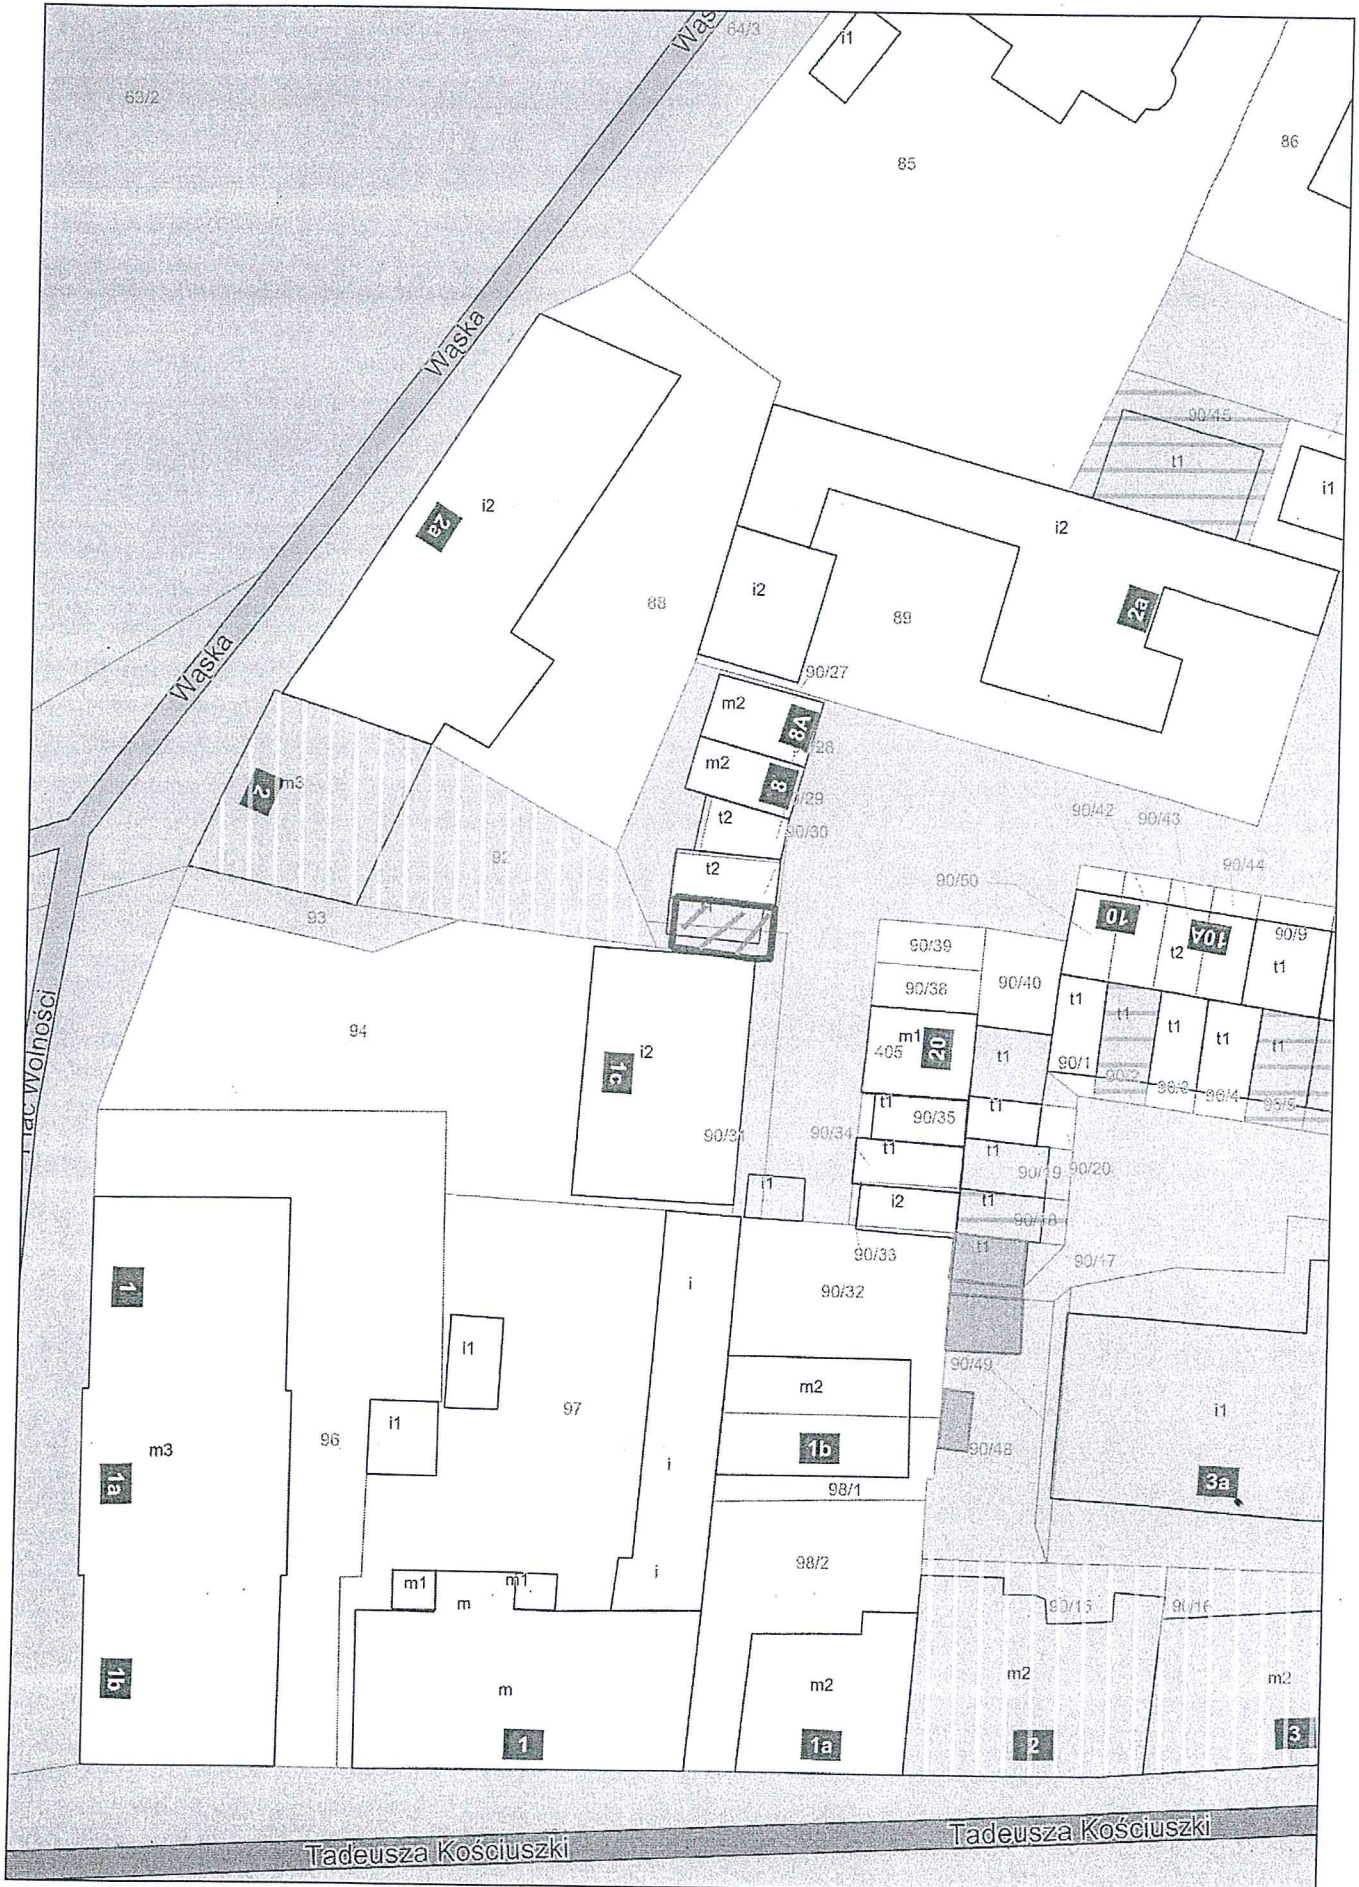 Wąs
64/3
i1
63/2
86
85
Wąska
90/45
t1
i1
2a
i2
i2
i2
2a
88
89
Wąska
90/27
m2
8A
m2
8
t2
90/30
90/42
90/43
90/44
2
m3
92
t2
90/50
93
10
10A
90/9
t2
t1
90/39
90/38
90/40
t1
t1
t1
t1
t1
94
i2
1c
m1
20
405
t1
90/1
90/2
90/3
90/4
90/5
Plac Wolności
t1
90/35
t1
90/31
90/34
t1
t1
90/19
90/20
i1
i2
t1
90/18
t1
90/33
90/17
90/32
1
i
i1
90/49
m2
97
i1
i1
96
m3
1b
90/48
1a
i
98/1
3a
98/2
i
m1
m1
m
90/15
90/16
1b
m
m2
m2
m2
1
1a
2
3
Tadeusza Kościuszki
Tadeusza Kościuszki